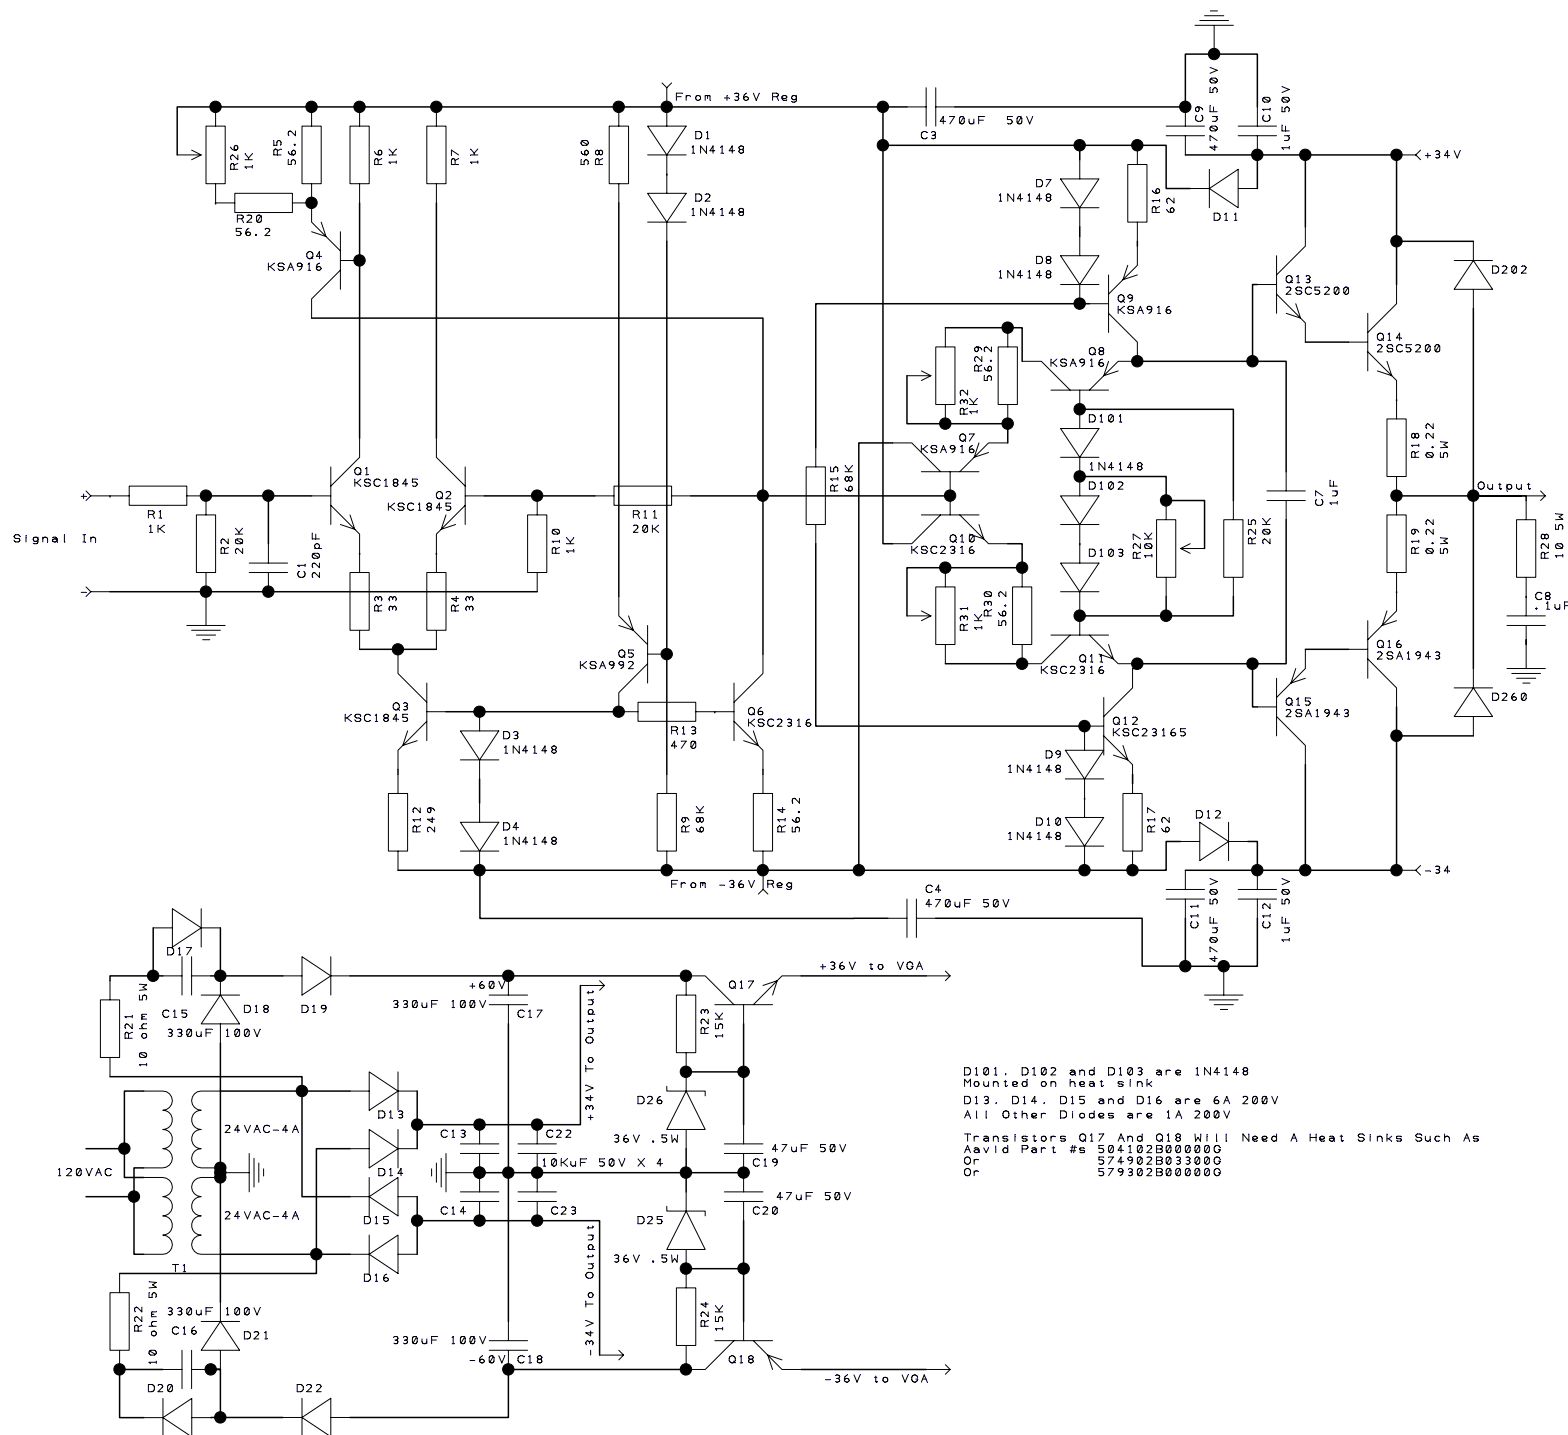 From +36V Reg
470uF 50V
C3
C9
470uF 50V
C10
1uF 50V
+34V
R26
1K
R5
56.2
R6
1K
R7
1K
560
R8
D1
1N4148
D2
1N4148
R20
56.2
Q4
KSA916
D7
1N4148
D8
1N4148
R16
62
D11
Q9
KSA916
Q13
2SC5200
D202
Q14
2SC5200
Q8
KSA916
R29
56.2
R32
1K
Q7
KSA916
D101
1N4148
D102
D103
R18
0.22
5W
Q1
KSC1845
Q2
KSC1845
R1
1K
Signal In
+
-
R2
20K
C1
220pF
R3
33
R4
33
R10
1K
R11
20K
R15
68K
Q10
KSC2316
R27
10K
R25
20K
C7
1uF
Output
R19
0.22
5W
R28
10 5W
C8
.1uF
R31
1K
R30
56.2
Q5
KSA992
Q11
KSC2316
Q16
2SA1943
Q3
KSC1845
D3
1N4148
R13
470
Q6
KSC2316
Q12
KSC23165
Q15
2SA1943
D260
D9
1N4148
D10
1N4148
R17
62
D12
R12
249
D4
1N4148
R9
68K
R14
56.2
From -36V Reg
-34
C4
470uF 50V
C11
470uF 50V
C12
1uF 50V
D17
C15
330uF 100V
D18
D19
R21
10 ohm 5W
+60V
330uF 100V
C17
+34V To Output
R23
15K
Q17
+36V to VGA
120VAC
24VAC-4A
24VAC-4A
T1
D13
D14
D15
D16
C13
C22
10KuF 50V X 4
C14
C23
D26
36V .5W
47uF 50V
C19
47uF 50V
C20
D25
36V .5W
-34V To Output
R24
15K
R22
10 ohm 5W
330uF 100V
C16
D21
330uF 100V
-60V
C18
Q18
-36V to VGA
D20
D22
D101. D102 and D103 are 1N4148
Mounted on heat sink
D13. D14. D15 and D16 are 6A 200V
All Other Diodes are 1A 200V
Transistors Q17 And Q18 Will Need A Heat Sinks Such As
Aavid Part #s 504102B00000G
Or 574902B03300G
Or 579302B00000G